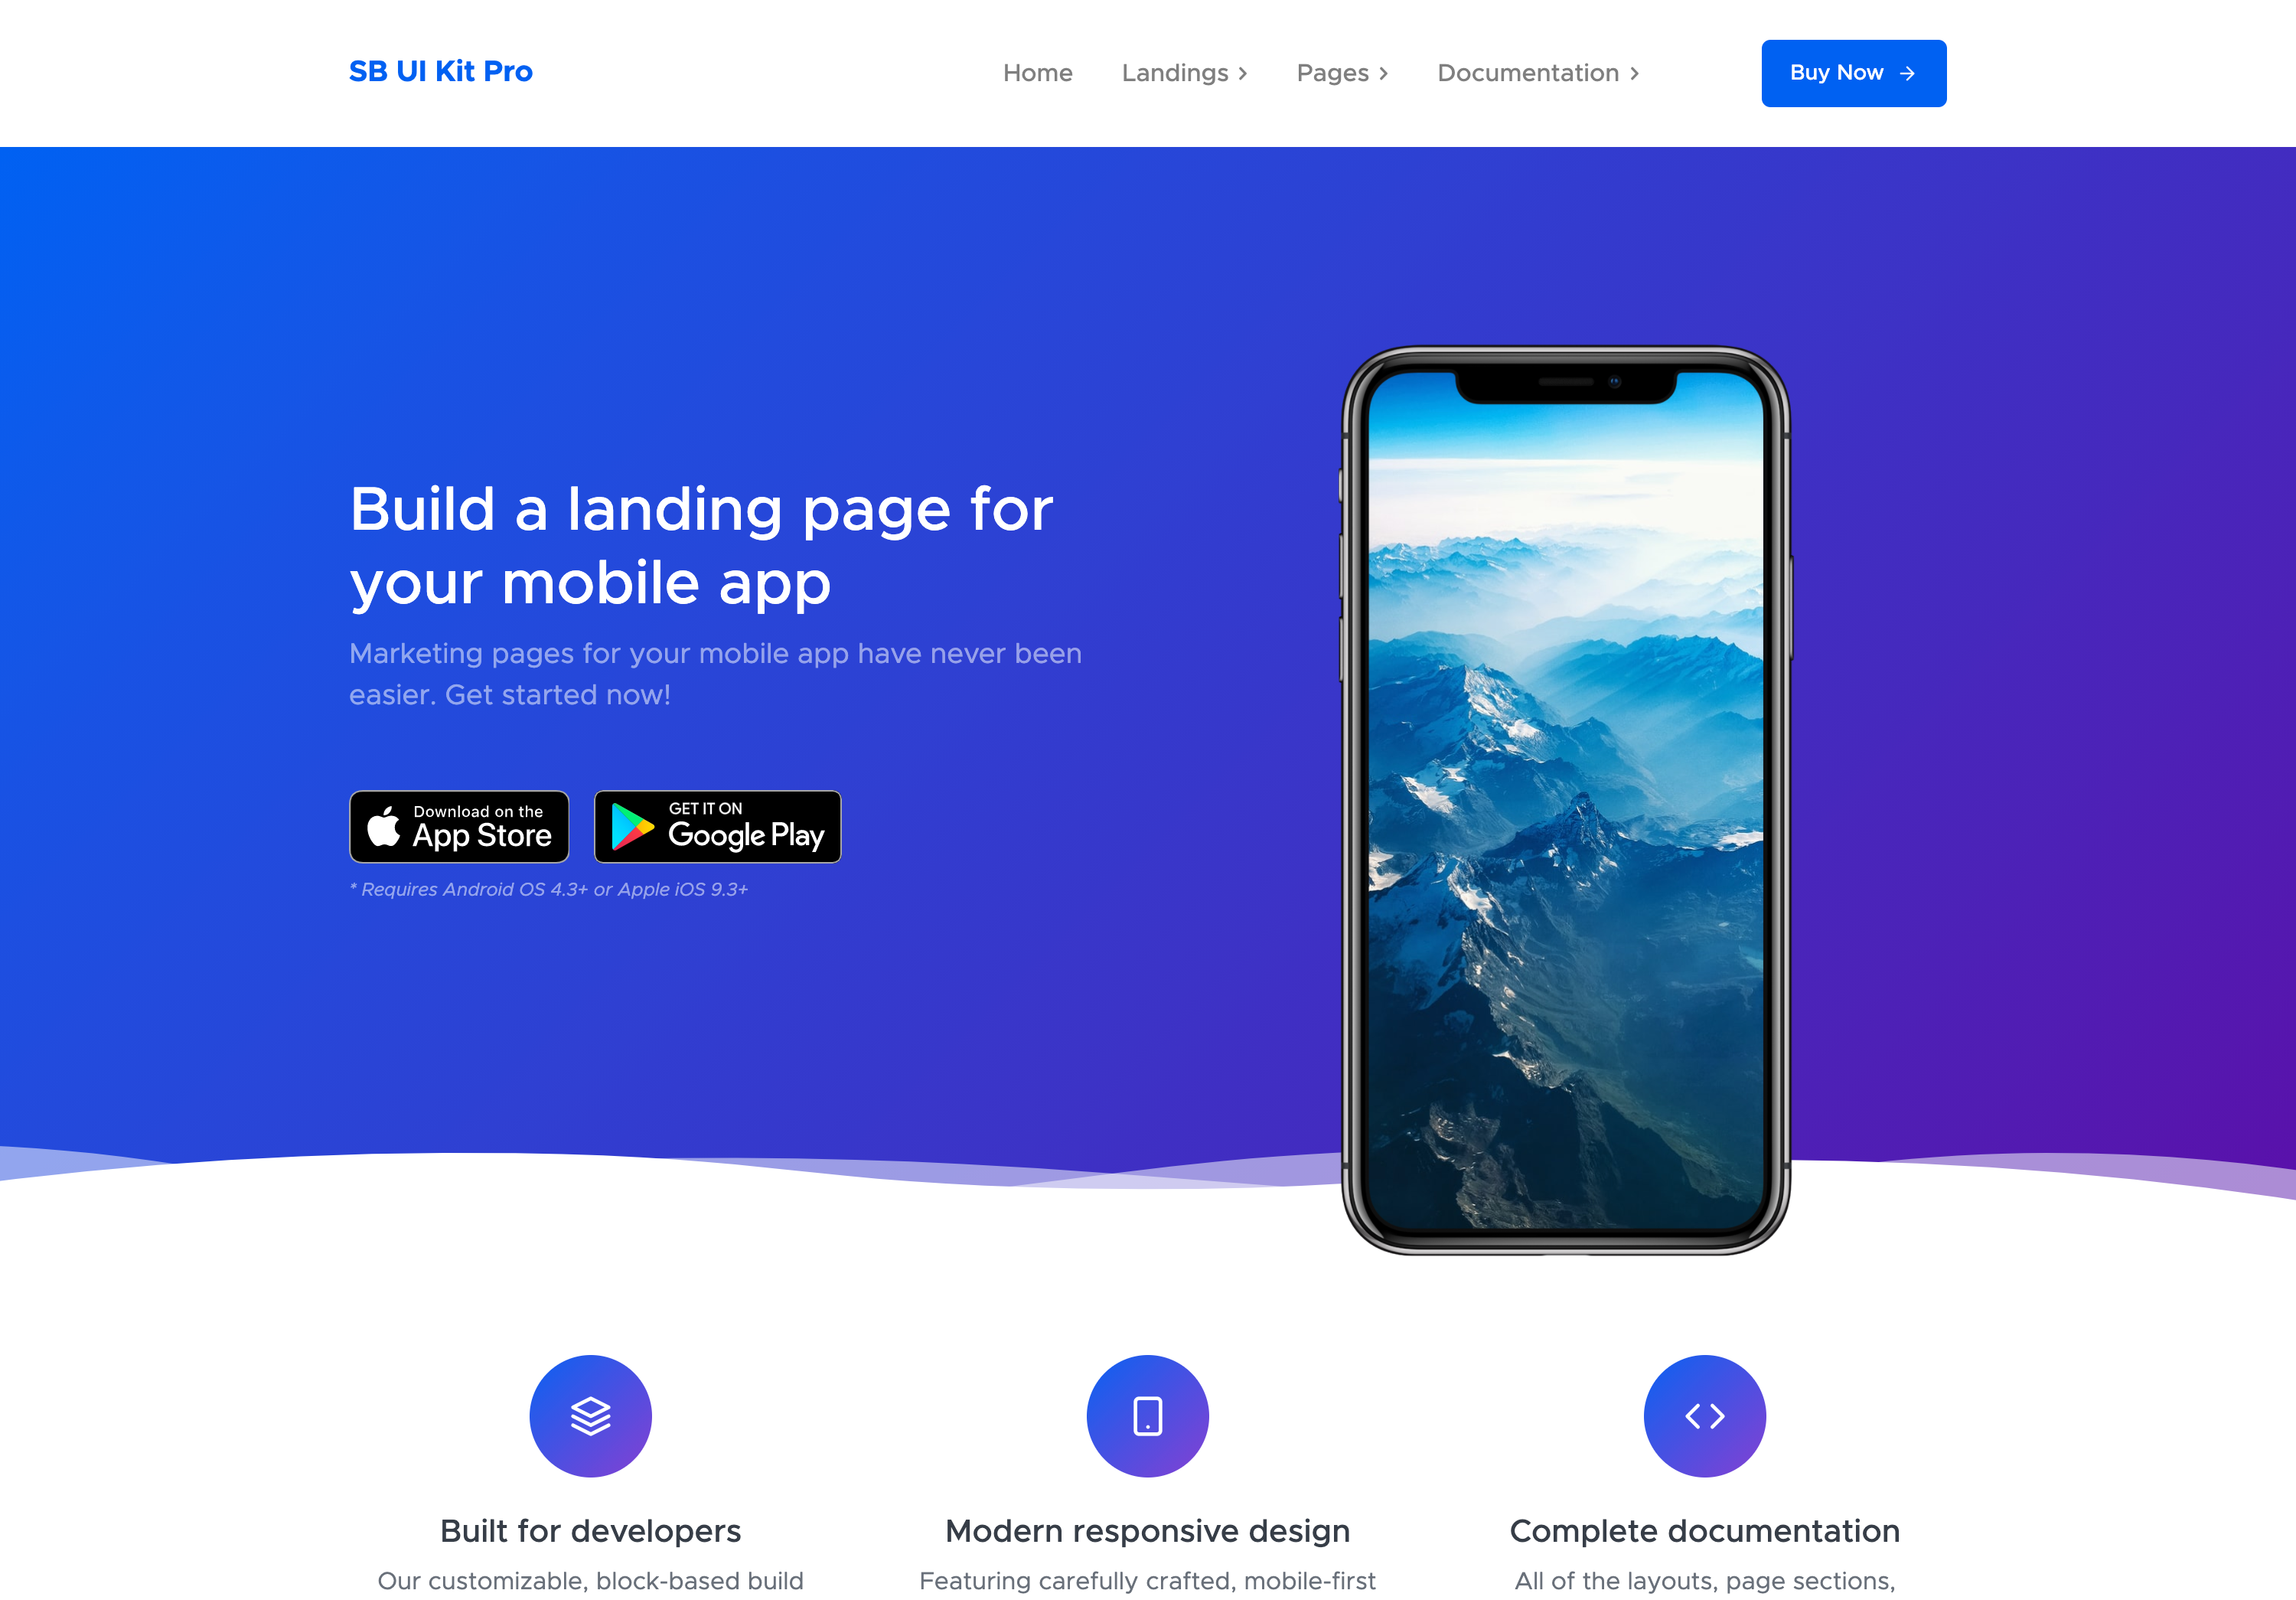 SB UI Kit Pro
Home
Landings
Pages
Documentation
Buy Now
Build a landing page for
your mobile app
Marketing pages for your mobile app have never been
easier. Get started now!
Download on the
App Store
GET IT ON
Google Play
* Requires Android OS 4.3+ or Apple iOS 9.3+
Built for developers
Our customizable, block-based build
Modern responsive design
Featuring carefully crafted, mobile-first
Complete documentation
All of the layouts, page sections,